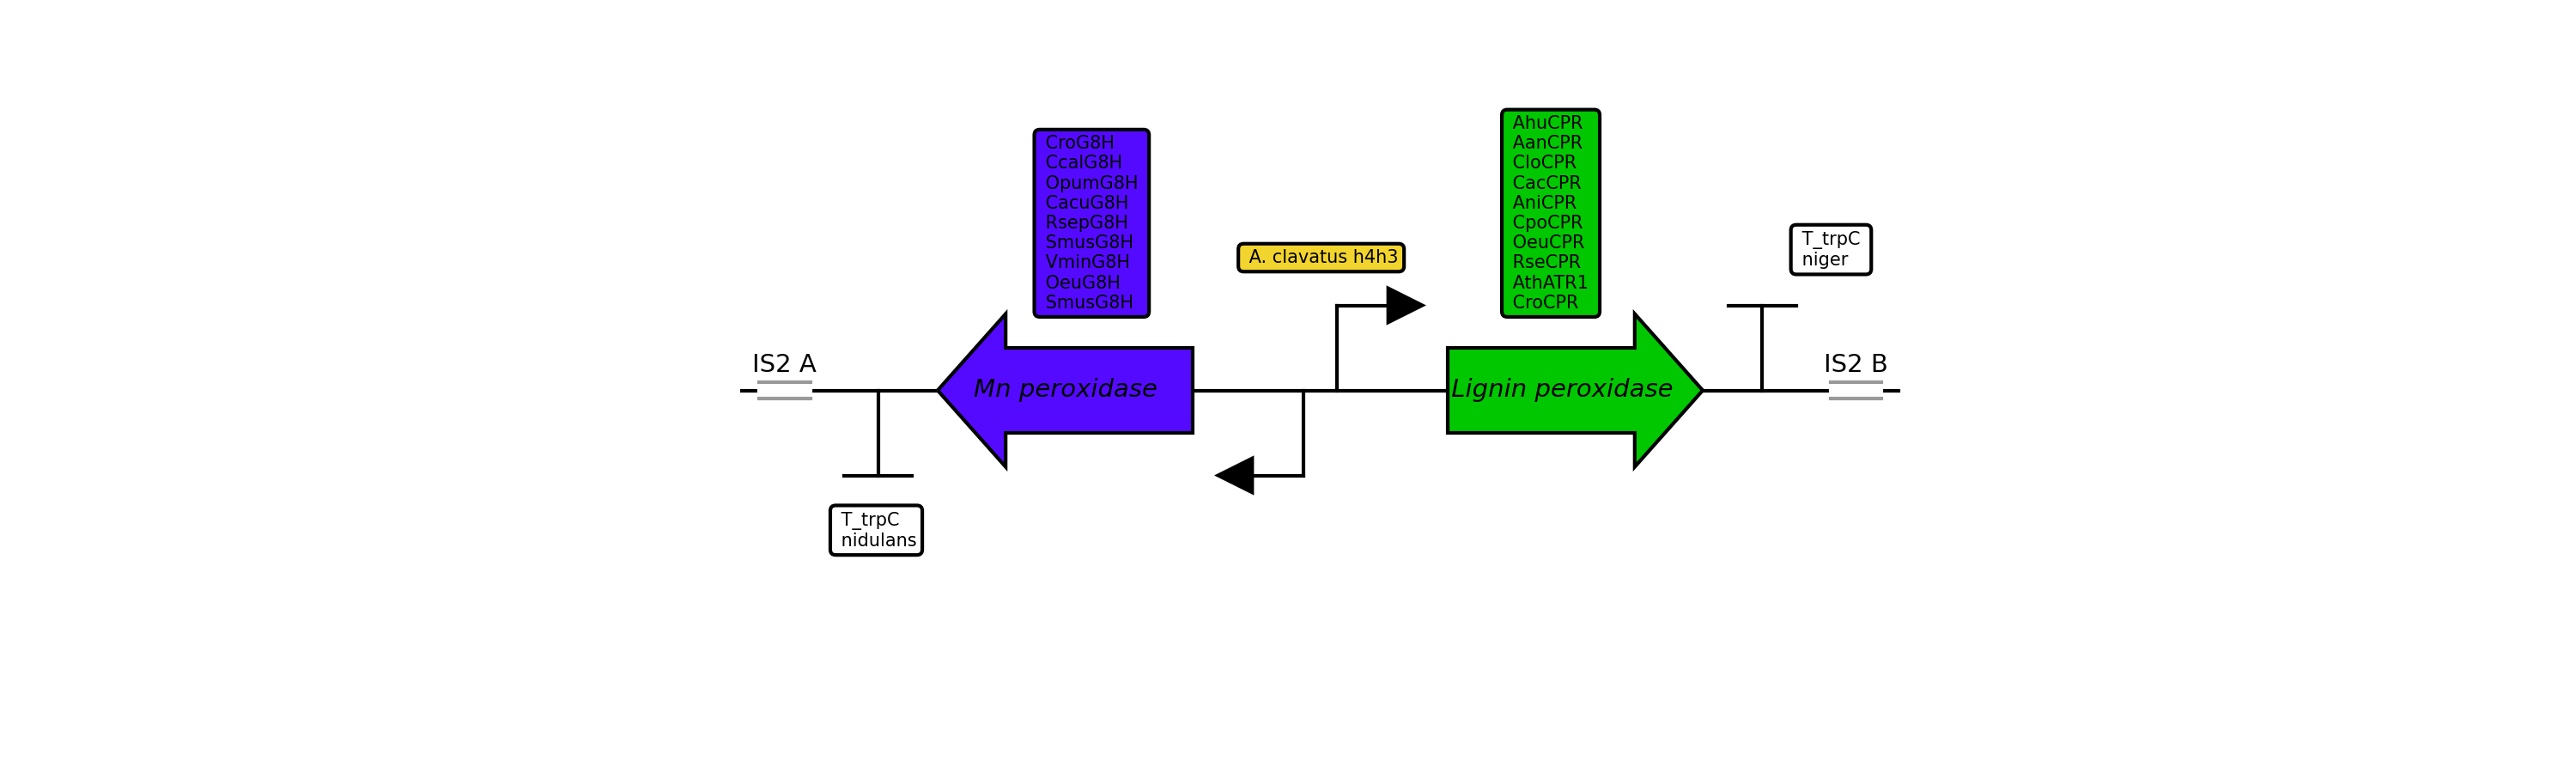 CroG8H
CcalG8H
OpumG8H
CacuG8H
RsepG8H
SmusG8H
VminG8H
OeuG8H
SmusG8H
A. clavatus h4h3
AhuCPR
AanCPR
CloCPR
CacCPR
AniCPR
CpoCPR
OeuCPR
RseCPR
AthATR1
CroCPR
T_trpC
niger
IS2 A
Mn peroxidase
Lignin peroxidase
IS2 B
T_trpC
nidulans